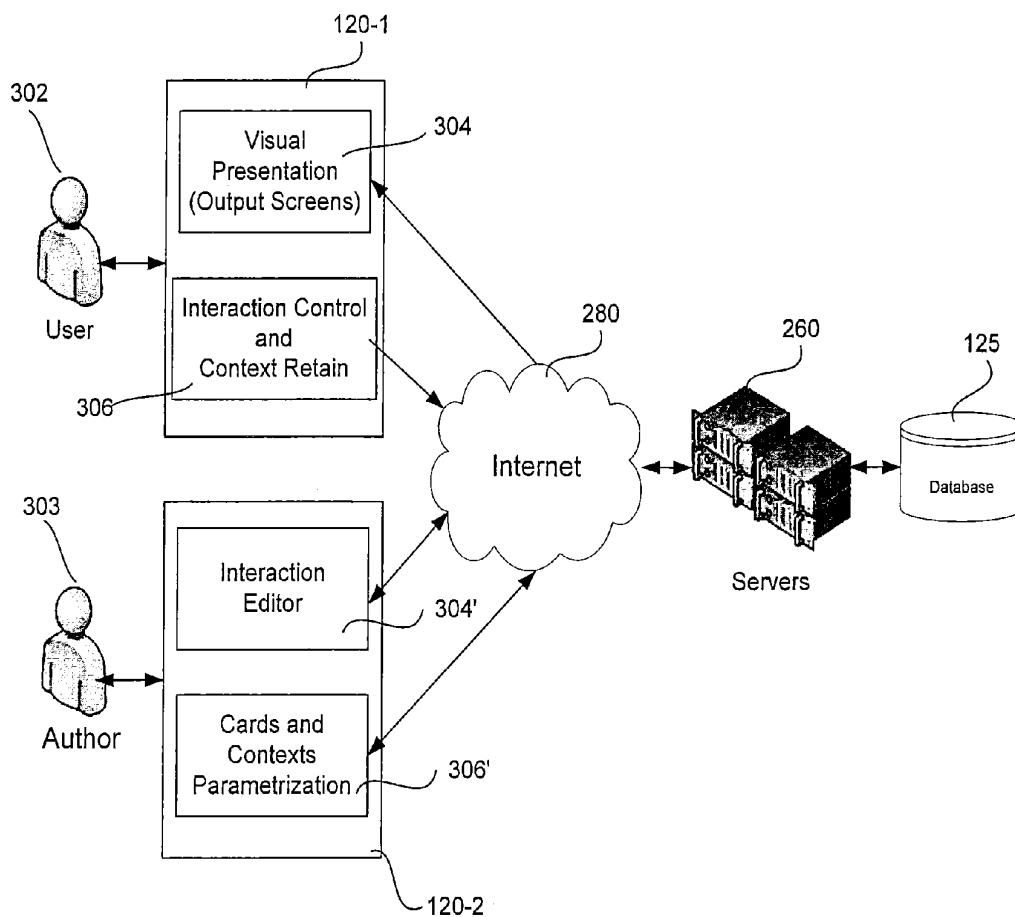 120-1
302
Visual
Presentation
(Output Screens)
304
User
Interaction Control
and
Context Retain
306
280
Internet
260
Servers
125
Database
303
Author
Interaction
Editor
304'
Cards and
Contexts
Parametrization
306'
120-2